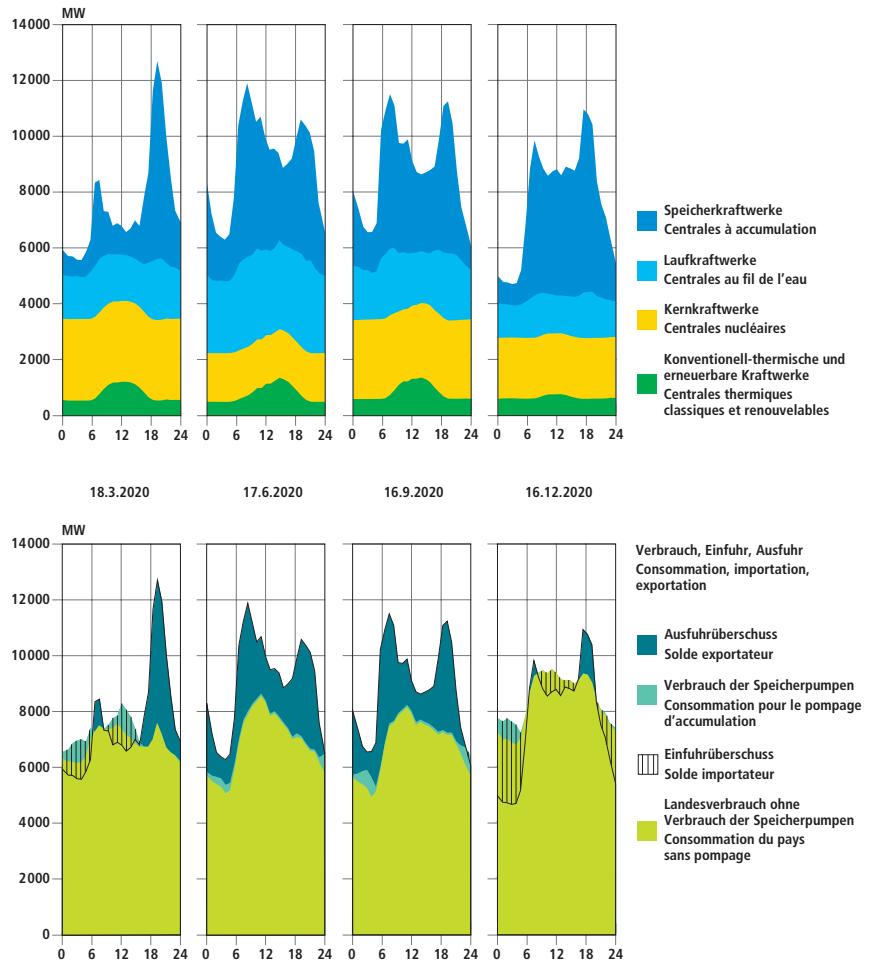 MW
14000
12000
10000
8000
6000
4000
2000
0
0 6 12 18 24
0 6 12 18 24
0 6 12 18 24
0 6 12 18 24
Speicherkraftwerke
Centrales à accumulation
Laufkraftwerke
Centrales au fil de l'eau
Kernkraftwerke
Centrales nucléaires
Konventionell-thermische und
erneuerbare Kraftwerke
Centrales thermiques
classiques et renouvelables
18.3.2020 17.6.2020 16.9.2020 16.12.2020
MW
14000
12000
10000
8000
6000
4000
2000
0
0 6 12 18 24
0 6 12 18 24
0 6 12 18 24
0 6 12 18 24
Verbrauch, Einfuhr, Ausfuhr
Consommation, importation,
exportation
Ausfuhrüberschuss
Solde exportateur
Verbrauch der Speicherpumpen
Consommation pour le pompage
d'accumulation
Einfuhrüberschuss
Solde importateur
Landesverbrauch ohne
Verbrauch der Speicherpumpen
Consommation du pays
sans pompage